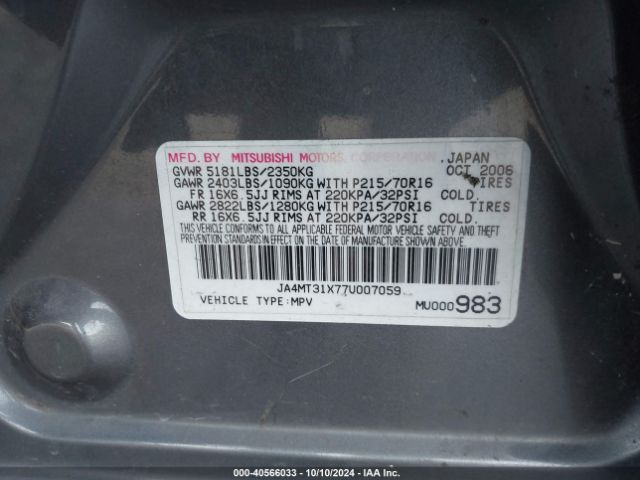 MFD. BY MITSUBISHI MOTORS CORPORATION, JAPAN
GVWR 5181LBS/2350KG OCT 2006
GAWR 2403LBS/1090KG WITH P215/70R16 TIRES
FR 16X6.5JJ RIMS AT 220KPA/32PSI COLD.
GAWR 2822LBS/1280KG WITH P215/70R16 TIRES
RR 16X6.5JJ RIMS AT 220KPA/32PSI COLD.
THIS VEHICLE CONFORMS TO ALL APPLICABLE FEDERAL MOTOR VEHICLE SAFETY AND THEFT
PREVENTION STANDARDS IN EFFECT ON THE DATE OF MANUFACTURE SHOWN ABOVE.
JA4MT31X77U007059
VEHICLE TYPE:MPV MU000983
000-40566033 - 10/10/2024 - IAA Inc.